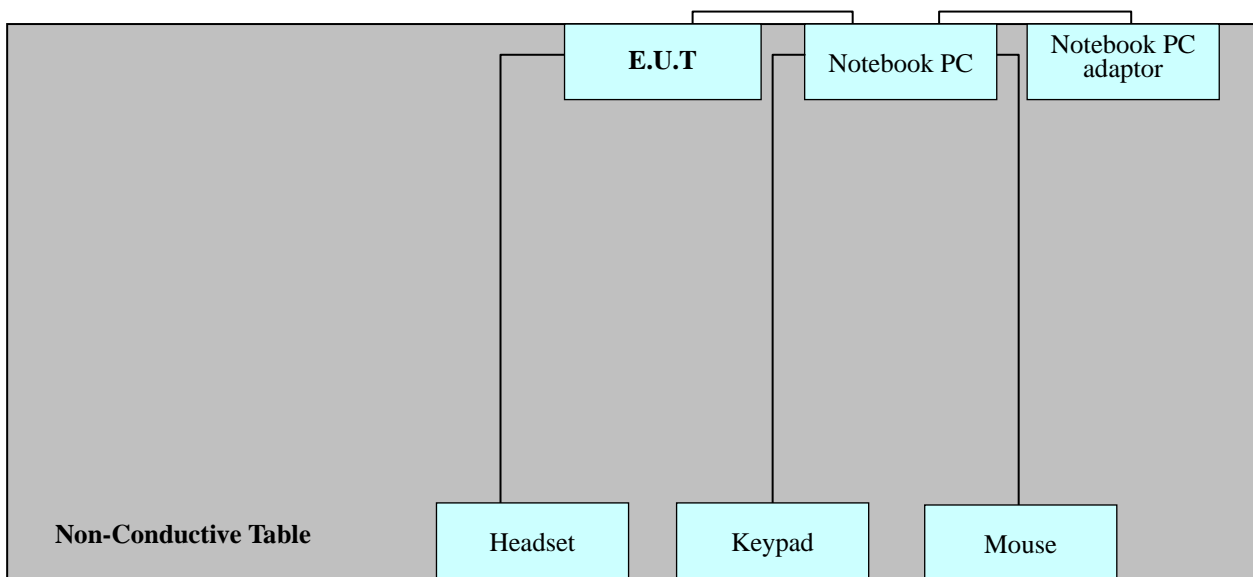 E.U.T
Notebook PC
Notebook PC
adaptor
Non-Conductive Table
Headset
Keypad
Mouse